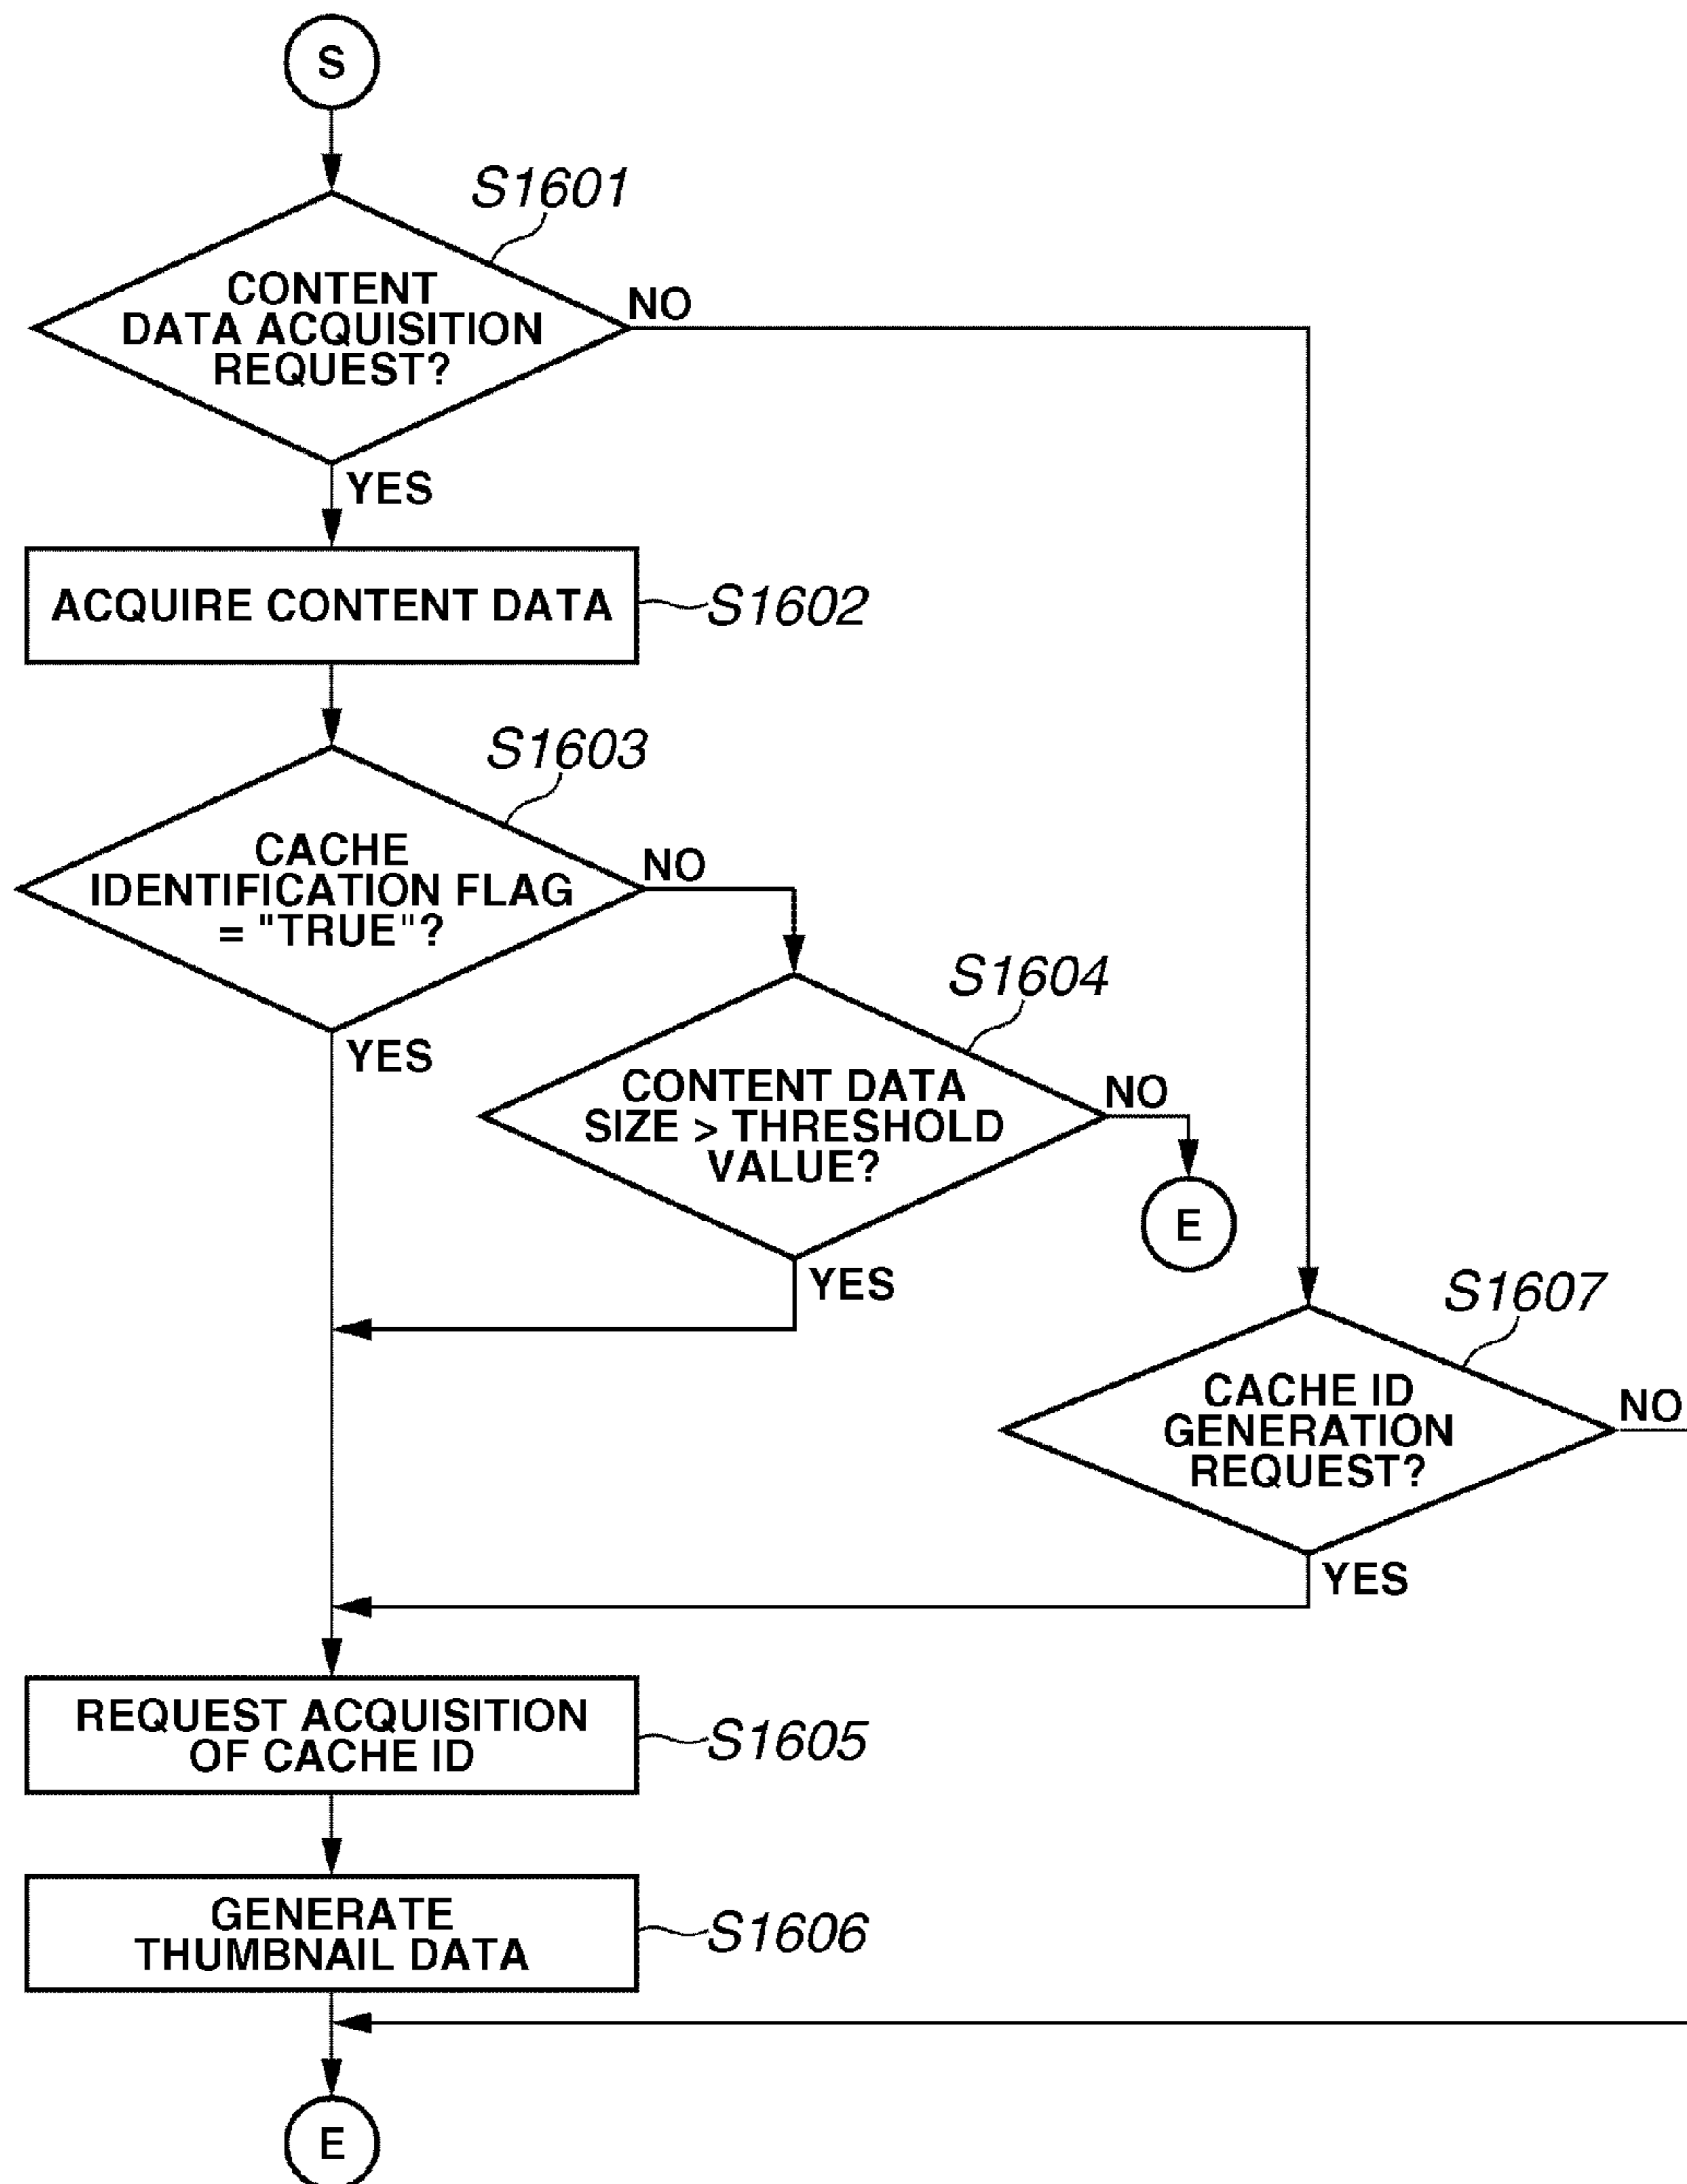 S
S1601
CONTENT
DATA ACQUISITION
REQUEST?
NO
YES
ACQUIRE CONTENT DATA
S1602
S1603
CACHE
IDENTIFICATION FLAG
= "TRUE"?
NO
YES
S1604
CONTENT DATA
SIZE > THRESHOLD
VALUE?
NO
E
YES
S1607
CACHE ID
GENERATION
REQUEST?
NO
YES
REQUEST ACQUISITION
OF CACHE ID
S1605
GENERATE
THUMBNAIL DATA
S1606
E